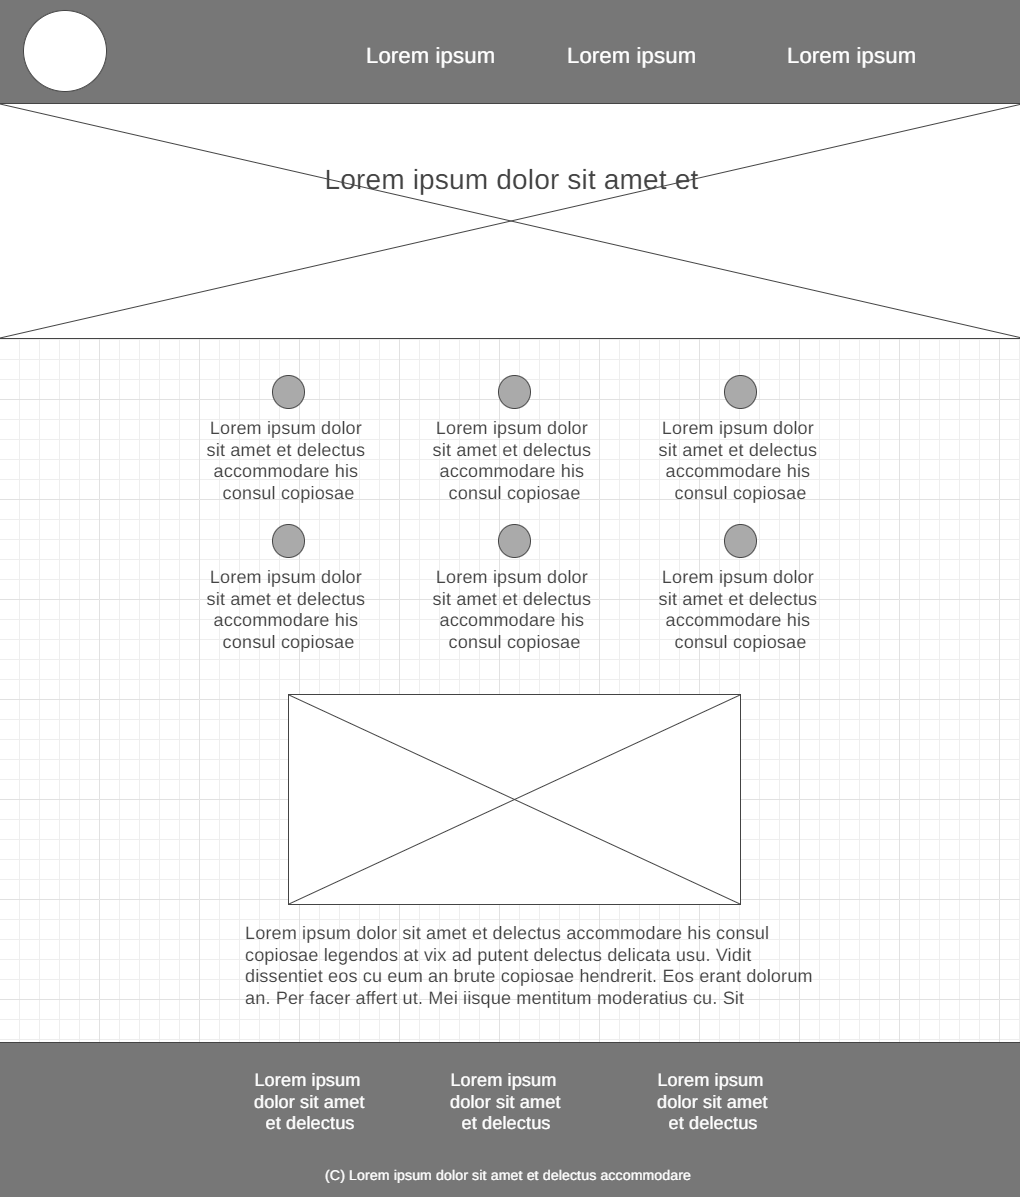 Lorem ipsum Lorem ipsum Lorem ipsum
Lorem ipsum dolor sit amet et
Lorem ipsum dolor
sit amet et delectus
accommodare his
consul copiosae
Lorem ipsum dolor
sit amet et delectus
accommodare his
consul copiosae
Lorem ipsum dolor
sit amet et delectus
accommodare his
consul copiosae
Lorem ipsum dolor
sit amet et delectus
accommodare his
consul copiosae
Lorem ipsum dolor
sit amet et delectus
accommodare his
consul copiosae
Lorem ipsum dolor
sit amet et delectus
accommodare his
consul copiosae
Lorem ipsum dolor sit amet et delectus accommodare his consul
copiosae legendos at vix ad putent delectus delicata usu. Vidit
dissentiet eos cu eum an brute copiosae hendrerit. Eos erant dolorum
an. Per facer affert ut. Mei iisque mentitum moderatius cu. Sit
Lorem ipsum
dolor sit amet
et delectus
Lorem ipsum
dolor sit amet
et delectus
Lorem ipsum
dolor sit amet
et delectus
(C) Lorem ipsum dolor sit amet et delectus accommodare